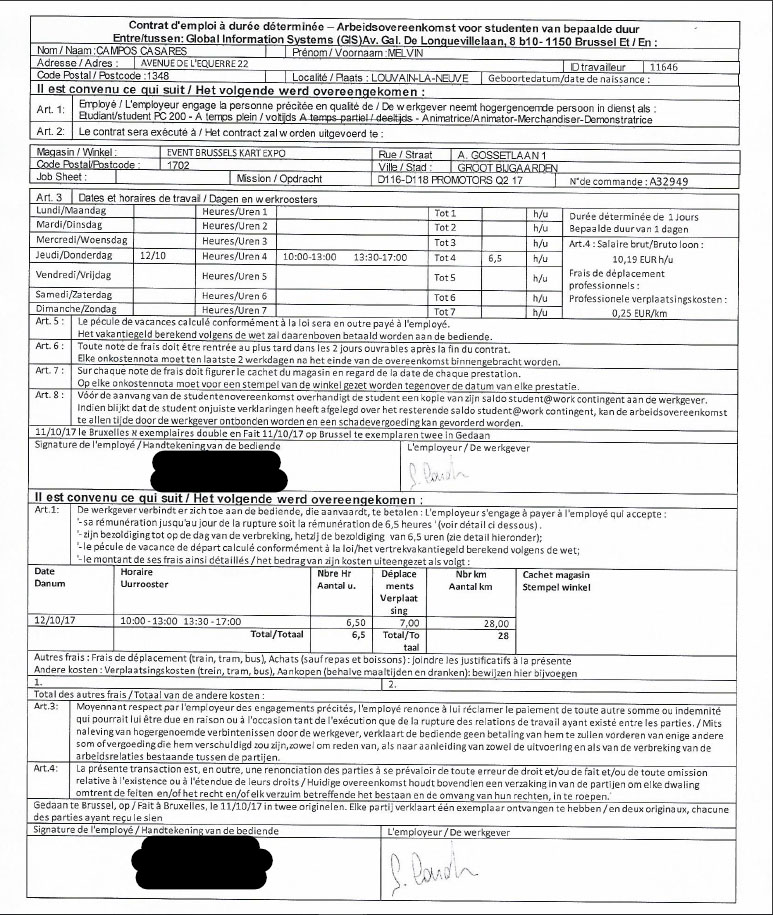 Contrat d'emploi à durée déterminée – Arbeidsovereenkomst voor studenten van bepaalde duur
Entre/tussen: Global Information Systems (GIS)Av. Gal. De Longuevillelaan, 8 b10- 1150 Brussel Et / En :
Nom / Naam :CAMPOS CASARES Prénom / Voornaam :MELVIN
Adresse / Adres : AVENUE DE L'EQUERRE 22 ID travailleur 11646
Code Postal / Postcode :1348 Localité / Plaats : LOUVAIN-LA-NEUVE Geboortedatum/date de naissance :
Il est convenu ce qui suit / Het volgende werd overeengekomen :
Art. 1: Employé / L'employeur engage la personne précitée en qualité de / De werkgever neemt hogergenoemde persoon in dienst als :
Etudiant/student PC 200 - A temps plein / voltijds A temps partiel / deeltijds - Animatrice/Animator-Merchandiser-Demonstratrice
Art. 2: Le contrat sera exécuté à / Het contract zal worden uitgevoerd te :
Magasin / Winkel : EVENT BRUSSELS KART EXPO Rue / Straat A. GOSSETLAAN 1
Code Postal/Postcode : 1702 Ville / Stad : GROOT BIJGAARDEN
Job Sheet : Mission / Opdracht D116-D118 PROMOTORS Q2 17 N°de commande : A32949
Art. 3 Dates et horaires de travail / Dagen en werkroosters
Lundi/Maandag Heures/Uren 1 Tot 1 h/u Durée déterminée de 1 Jours
Mardi/Dinsdag Heures/Uren 2 Tot 2 h/u Bepaalde duur van 1 dagen
Mercredi/Woensdag Heures/Uren 3 Tot 3 h/u Art.4 : Salaire brut/Bruto loon :
Jeudi/Donderdag 12/10 Heures/Uren 4 10:00-13:00 13:30-17:00 Tot 4 6,5 h/u 10,19 EUR h/u
Vendredi/Vrijdag Heures/Uren 5 Tot 5 h/u Frais de déplacement professionnels :
Samedi/Zaterdag Heures/Uren 6 Tot 6 h/u Professionele verplaatsingskosten :
Dimanche/Zondag Heures/Uren 7 Tot 7 h/u 0,25 EUR/km
Art. 5 : Le pécule de vacances calculé conformément à la loi sera en outre payé à l'employé.
Het vakantiegeld berekend volgens de wet zal daarenboven betaald worden aan de bediende.
Art. 6 : Toute note de frais doit être rentrée au plus tard dans les 2 jours ouvrables après la fin du contrat.
Elke onkostennota moet ten laatste 2 werkdagen na het einde van de overeenkomst binnengebracht worden.
Art. 7 : Sur chaque note de frais doit figurer le cachet du magasin en regard de la date de chaque prestation.
Op elke onkostennota moet voor een stempel van de winkel gezet worden tegenover de datum van elke prestatie.
Art. 8 : Vóór de aanvang van de studentenovereenkomst overhandigt de student een kopie van zijn saldo student@work contingent aan de werkgever.
Indien blijkt dat de student onjuiste verklaringen heeft afgelegd over het resterende saldo student@work contingent, kan de arbeidsovereenkomst
te allen tijde door de werkgever ontbonden worden en een schadevergoeding kan gevorderd worden.
11/10/17 le Bruxelles א exemplaires double en Fait 11/10/17 op Brussel te exemplaren twee in Gedaan
Signature de l'employé / Handtekening van de bediende L'employeur / De werkgever
Il est convenu ce qui suit / Het volgende werd overeengekomen :
Art.1: De werkgever verbindt er zich toe aan de bediende, die aanvaardt, te betalen : L'employeur s'engage à payer à l'employé qui accepte :
'-sa rémunération jusqu'au jour de la rupture soit la rémunération de 6,5 heures ' (voir détail ci dessous) .
'-zijn bezoldiging tot op de dag van de verbreking, hetzij de bezoldiging van 6,5 uren (zie detail hieronder);
'-le pécule de vacance de départ calculé conformément à la loi/het vertrekvakantiegeld berekend volgens de wet;
'-le montant de ses frais ainsi détaillés / het bedrag van zijn kosten uiteengezet als volgt :
Date Danum Horaire Uurrooster Nbre Hr Aantal u. Déplace ments Verplaat sing Nbr km Aantal km Cachet magasin Stempel winkel
12/10/17 10:00-13:00 13:30-17:00 6,50 7,00 28,00
Total/Totaal 6,5 Total/To taal 28
Autres frais : Frais de déplacement (train, tram, bus), Achats (sauf repas et boissons) : joindre les justificatifs à la présente
Andere kosten : Verplaatsingskosten (trein, tram, bus), Aankopen (behalve maaltijden en dranken): bewijzen hier bijvoegen
1. 2.
Total des autres frais / Totaal van de andere kosten :
Art.3: Moyennant respect par l'employeur des engagements précités, l'employé renonce à lui réclamer le paiement de toute autre somme ou indemnité
qui pourrait lui être due en raison ou à l'occasion tant de l'exécution que de la rupture des relations de travail ayant existé entre les parties. / Mits
naleving van hogergenoemde verbintenissen door de werkgever, verklaart de bediende geen betaling van hem te zullen vorderen van enige andere
som of vergoeding die hem verschuldigd zou zijn,zowel om reden van, als naar aanleiding van zowel de uitvoering en als van de verbreking van de
arbeidsrelaties bestaande tussen de partijen.
Art.4: La présente transaction est, en outre, une renonciation des parties à se prévaloir de toute erreur de droit et/ou de fait et/ou de toute omission
relative à l'existence ou à l'étendue de leurs droits / Huidige overeenkomst houdt bovendien een verzaking in van de partijen om elke dwaling
omtrent de feiten en/of het recht en/of elk verzuim betreffende het bestaan en de omvang van hun rechten, in te roepen.
Gedaan te Brussel, op / Fait à Bruxelles, le 11/10/17 in twee originelen. Elke partij verklaart één exemplaar ontvangen te hebben / en deux originaux, chacune
des parties ayant reçu le sien
Signature de l'employé / Handtekening van de bediende L'employeur / De werkgever